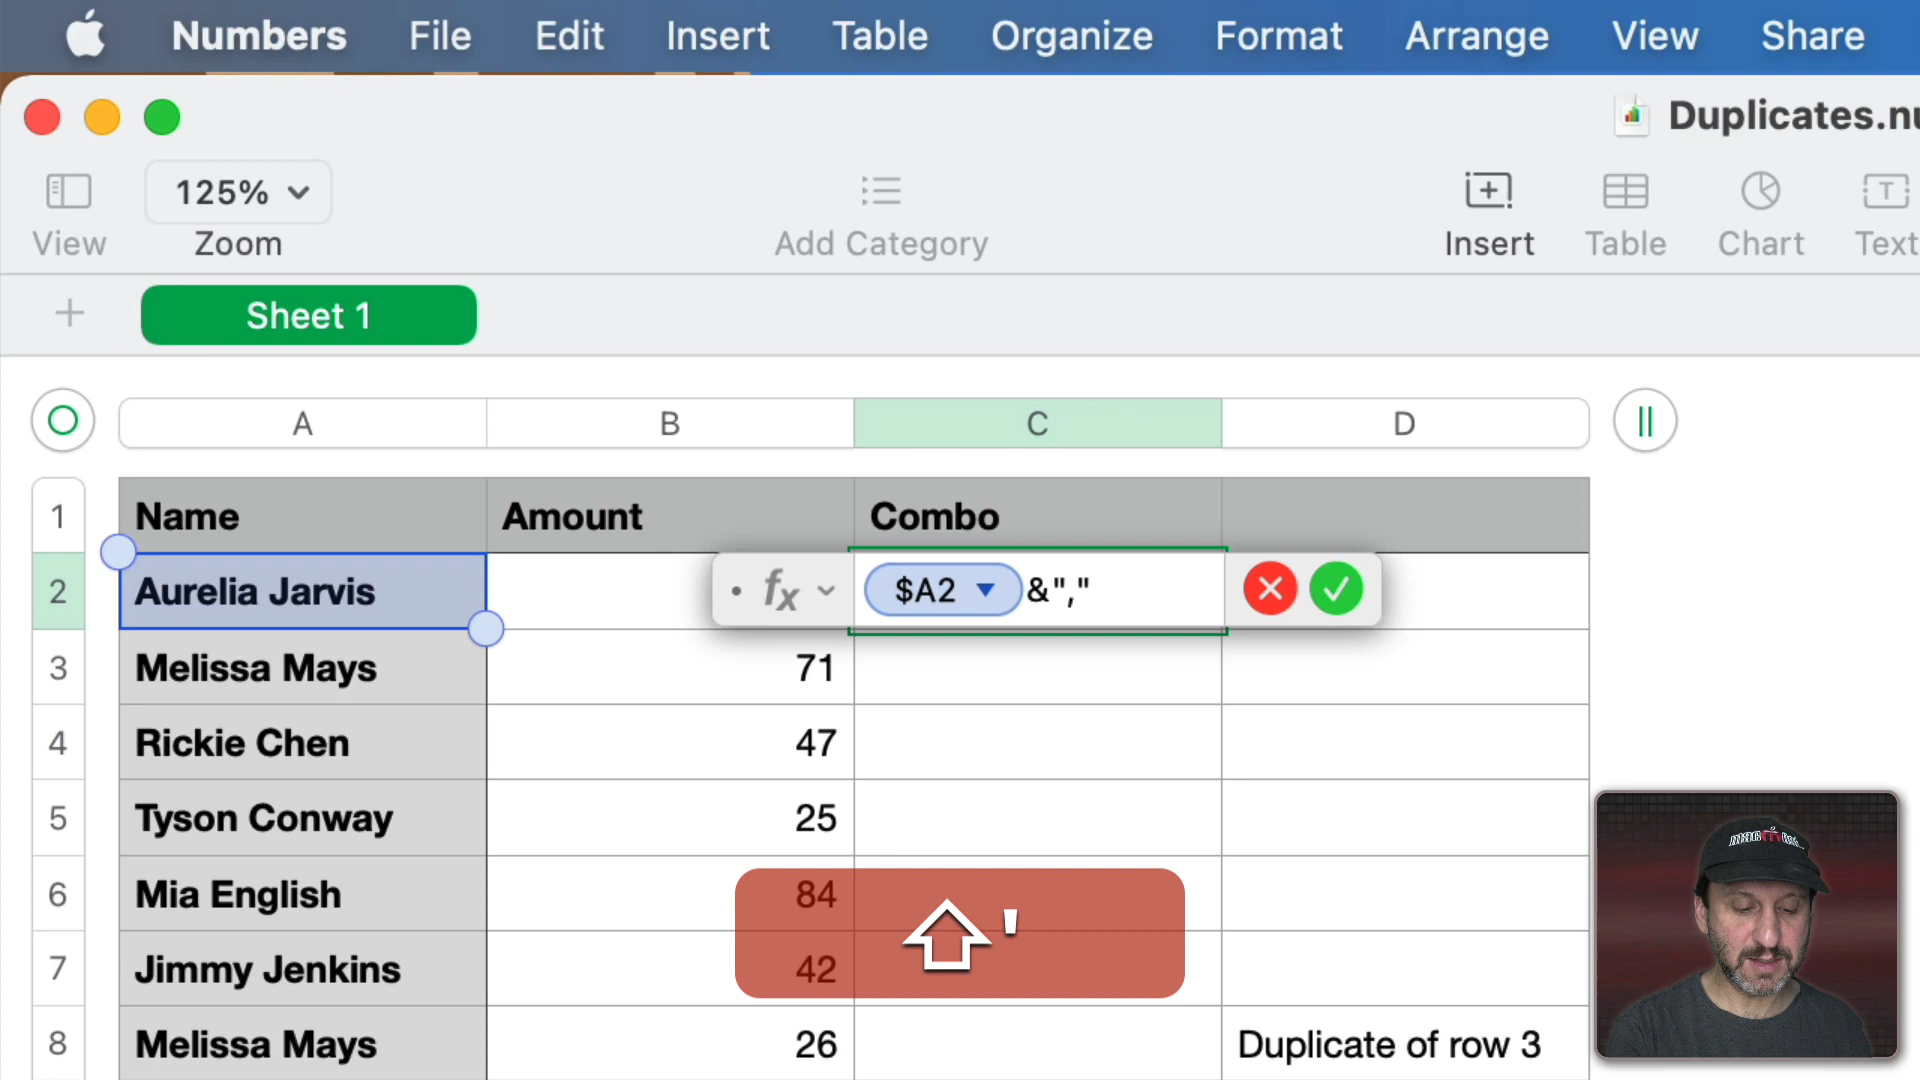 Numbers File Edit Insert Table Organize Format Arrange View Share
Duplicates.nu
125%
View Zoom Add Category Insert Table Chart Text
+ Sheet 1
A B C D
1 Name Amount Combo
2 Aurelia Jarvis fx $A2 &","
3 Melissa Mays 71
4 Rickie Chen 47
5 Tyson Conway 25
6 Mia English 84
7 Jimmy Jenkins 42
⇧ '
8 Melissa Mays 26 Duplicate of row 3